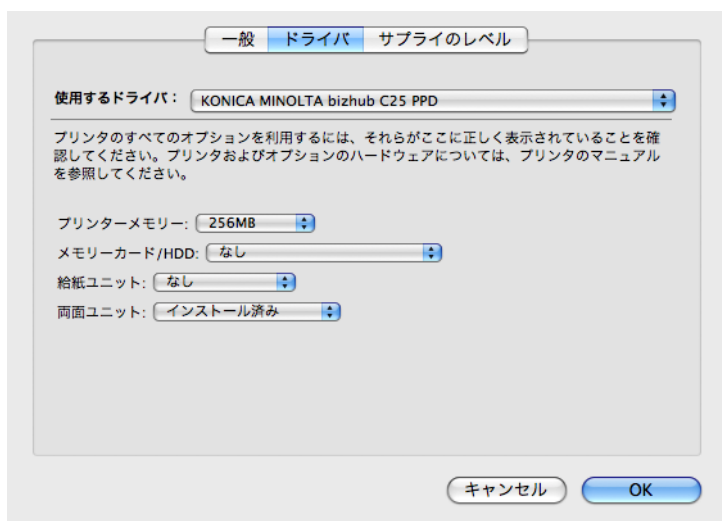 一般 ドライバ サプライのレベル
使用するドライバ： KONICA MINOLTA bizhub C25 PPD
プリンタのすべてのオプションを利用するには、それらがここに正しく表示されていることを確
認してください。プリンタおよびオプションのハードウェアについては、プリンタのマニュアル
を参照してください。
プリンターメモリー: 256MB
メモリーカード/HDD: なし
給紙ユニット: なし
両面ユニット: インストール済み
キャンセル OK